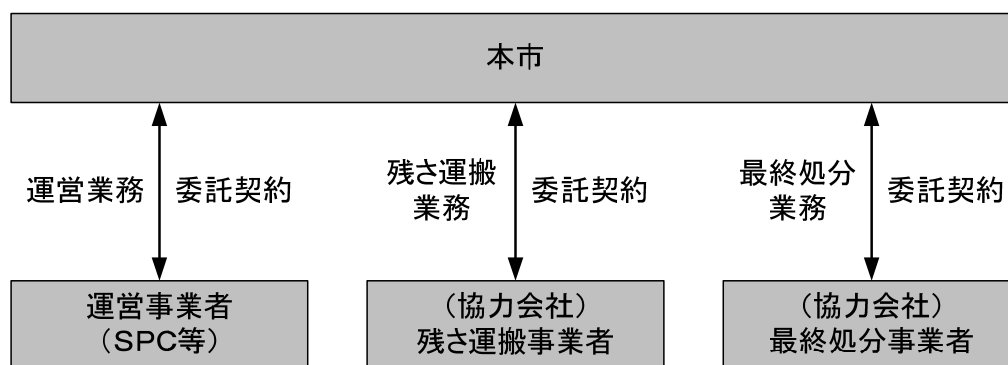 本市
運営業務
委託契約
残さ運搬
業務
委託契約
最終処分
業務
委託契約
運営事業者
（SPC等）
（協力会社）
残さ運搬事業者
（協力会社）
最終処分事業者